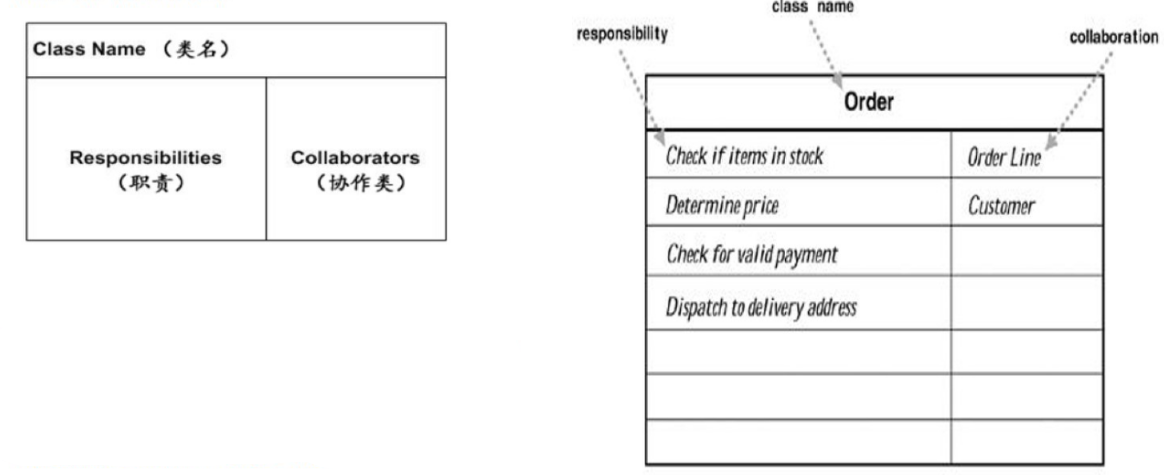 Class Name （类名）
Responsibilities
（职责）
Collaborators
（协作类）
class name
responsibility
collaboration
Order
Check if items in stock
Order Line
Determine price
Customer
Check for valid payment
Dispatch to delivery address